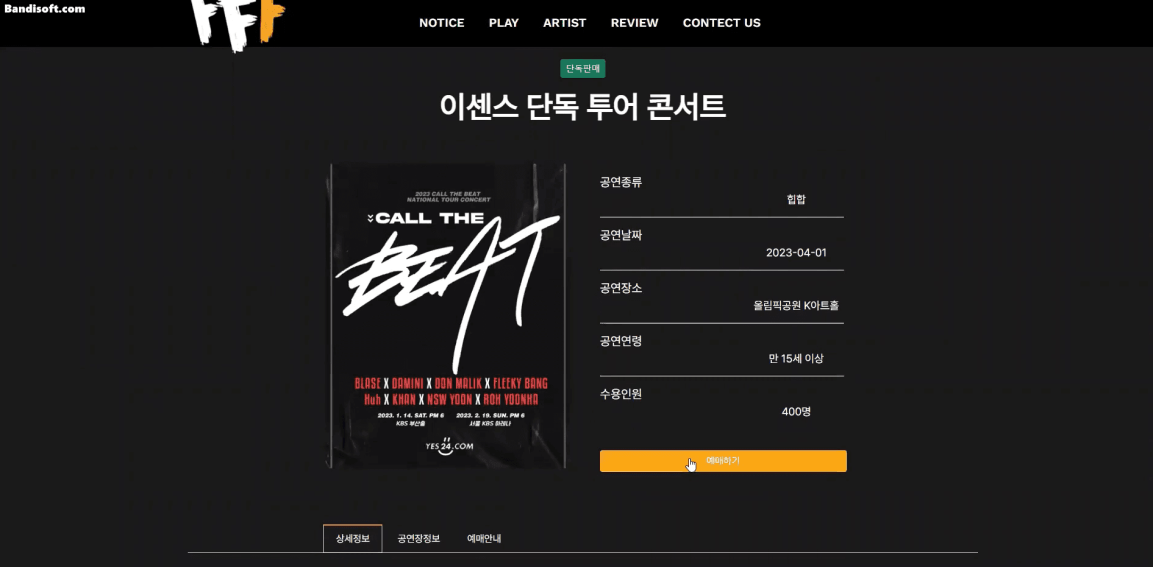 Bandisoft.com
FFF
NOTICE PLAY ARTIST REVIEW CONTECT US
단독판매
이센스 단독 투어 콘서트
2023 CALL THE BEAT
NATIONAL TOUR CONCERT
CALL THE
BEAT
BLASE X DAMINI X DON MALIK X FLEEKY BANG
Huh X KHAN X NSW YOON X ROH YOONHA
2023. 1. 14. SAT. PM 6 2023. 2. 19. SUN. PM 6
KBS 부산홀 서울 KBS 아레나
YES24.COM
공연종류
힙합
공연날짜
2023-04-01
공연장소
올림픽공원 K아트홀
공연연령
만 15세 이상
수용인원
400명
예매하기
상세정보 공연장정보 예매안내